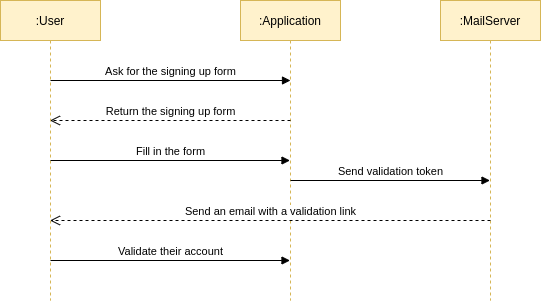 :User
:Application
:MailServer
Ask for the signing up form
Return the signing up form
Fill in the form
Send validation token
Send an email with a validation link
Validate their account